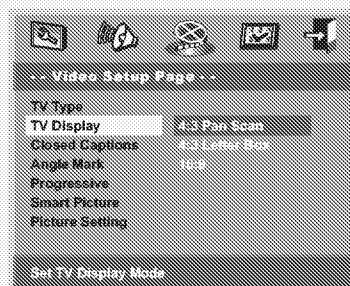 - - Video Setup Page - -
TV Type
TV Display 4:3 Pan Scan
Closed Captions 4:3 Letter Box
Angle Mark 16:9
Progressive
Smart Picture
Picture Setting
Set TV Display Mode